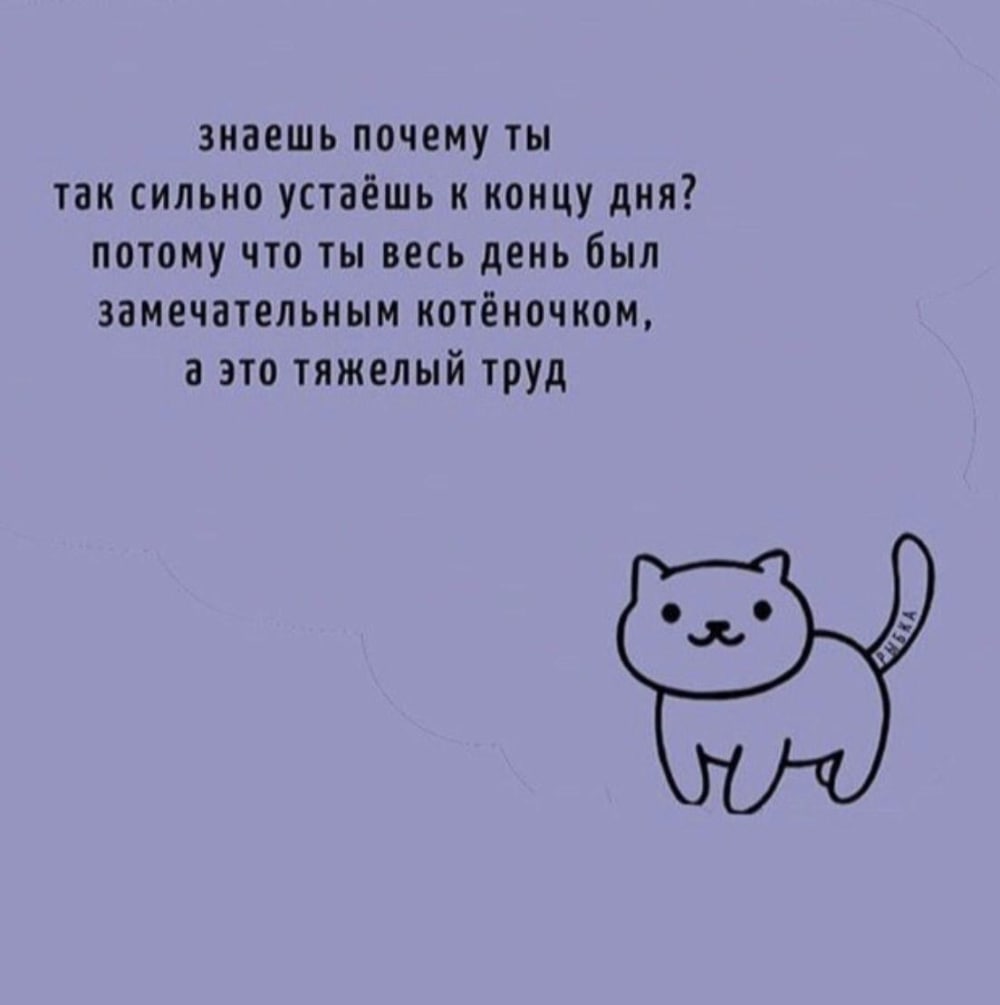 знаешь почему ты
так сильно устаёшь к концу дня?
потому что ты весь день был
замечательным котёночком,
а это тяжелый труд
РЫБКА